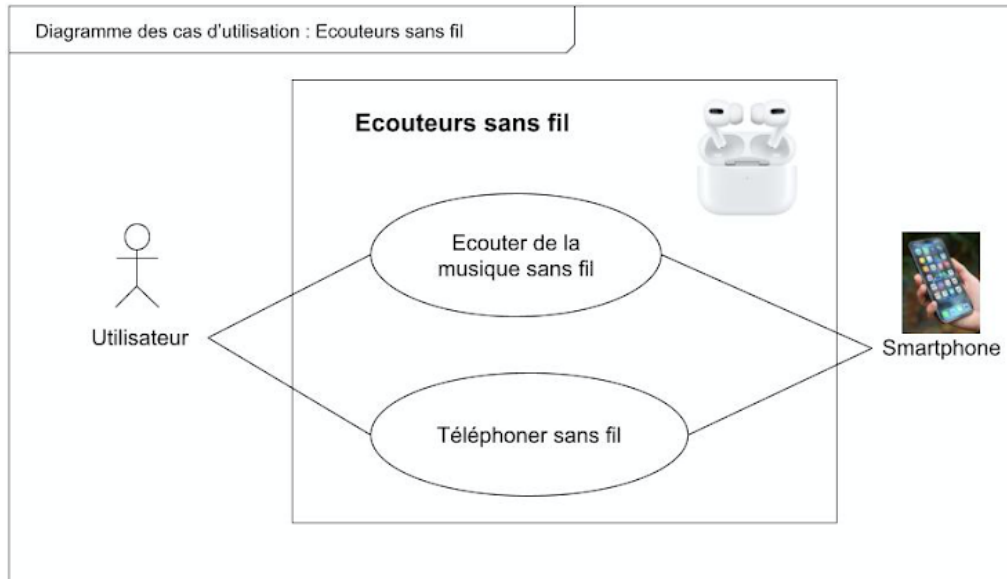 Diagramme des cas d'utilisation : Ecouteurs sans fil
Ecouteurs sans fil
Ecouter de la
musique sans fil
Utilisateur
Smartphone
Téléphoner sans fil